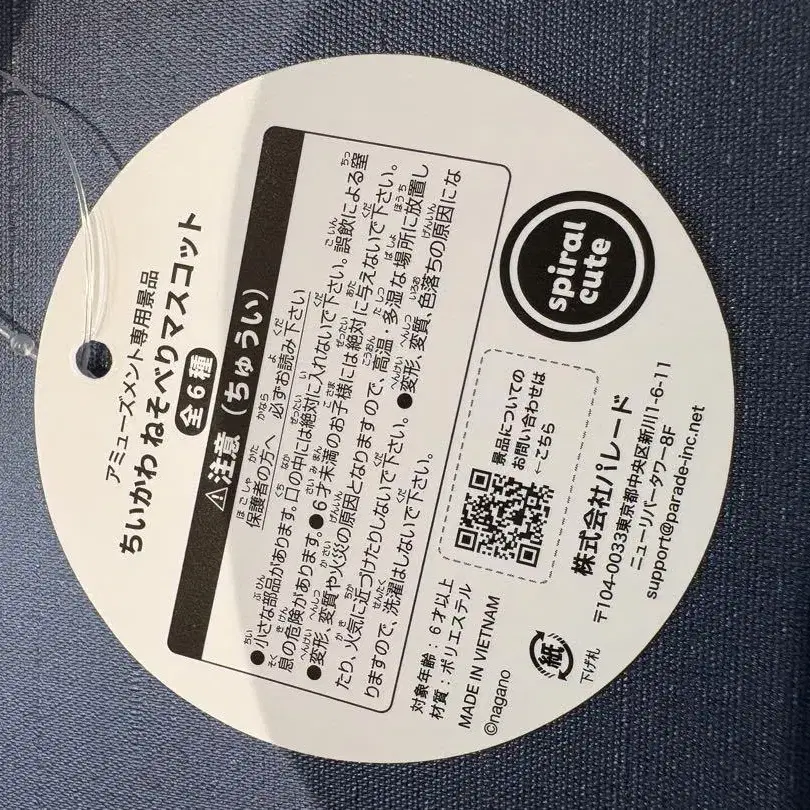 アミューズメント専用景品
ちいかわ ねそべりマスコット
全6種
⚠注意(ちゅうい)
保護者の方へ 必ずお読み下さい
●小さな部品があります。口の中には絶対に入れないで下さい。誤飲による窒
息の危険があります。●6才未満のお子様には絶対に与えないで下さい。
●変形、変質や火災の原因となりますので、高温・多湿な場所に放置し
たり、火気に近づけたりしないで下さい。●変形、変質、色落ちの原因にな
りますので、洗濯はしないで下さい。
対象年齢:6才以上
材質:ポリエステル
MADE IN VIETNAM
©nagano
景品についての
お問い合わせは
←こちら
spiral
cute
紙
下げ札
株式会社パレード
〒104-0033東京都中央区新川1-6-11
ニューリバータワー8F
support@parade-inc.net